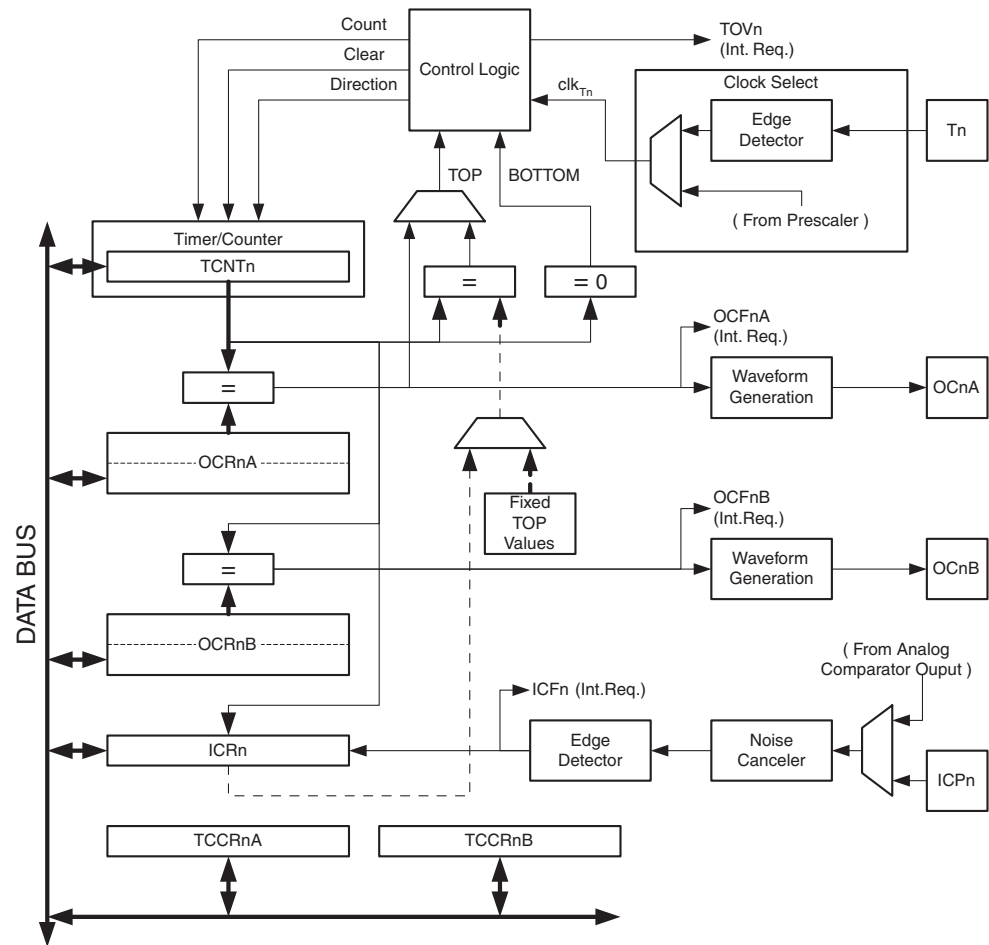 Count
TOVn
(Int. Req.)
Clear
Control Logic
Clock Select
Direction
clkTn
Edge
Detector
Tn
TOP
BOTTOM
( From Prescaler )
Timer/Counter
TCNTn
=
= 0
OCFnA
(Int. Req.)
=
Waveform
Generation
OCnA
OCRnA
Fixed
TOP
Values
OCFnB
(Int.Req.)
=
Waveform
Generation
OCnB
DATA BUS
OCRnB
( From Analog
Comparator Ouput )
ICFn (Int.Req.)
ICRn
Edge
Detector
Noise
Canceler
ICPn
TCCRnA
TCCRnB